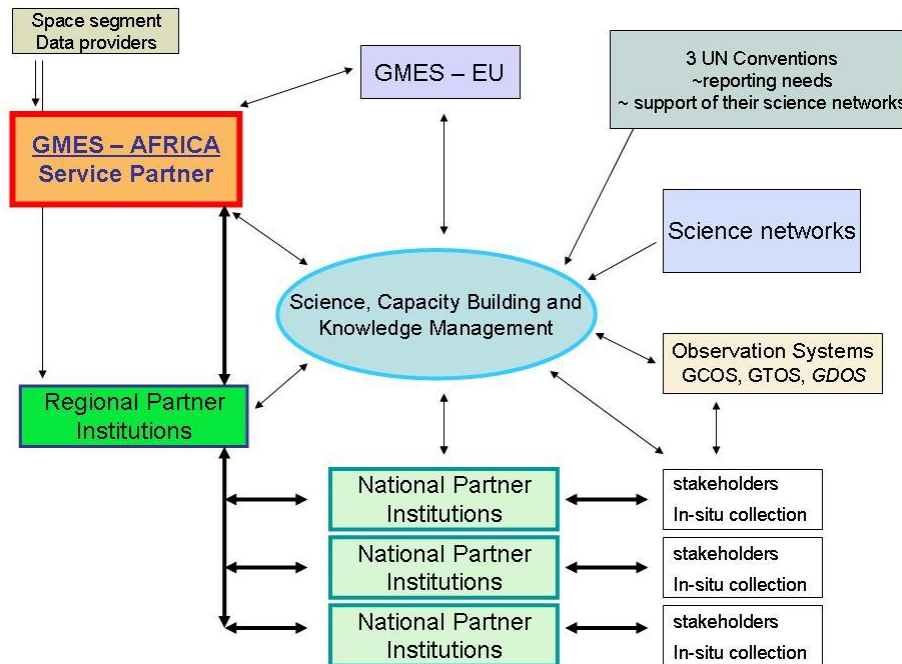 Space segment
Data providers
GMES – EU
3 UN Conventions
~reporting needs
~ support of their science networks
GMES – AFRICA
Service Partner
Science networks
Science, Capacity Building and
Knowledge Management
Observation Systems
GCOS, GTOS, GDOS
Regional Partner
Institutions
National Partner
Institutions
stakeholders
In-situ collection
National Partner
Institutions
stakeholders
In-situ collection
National Partner
Institutions
stakeholders
In-situ collection